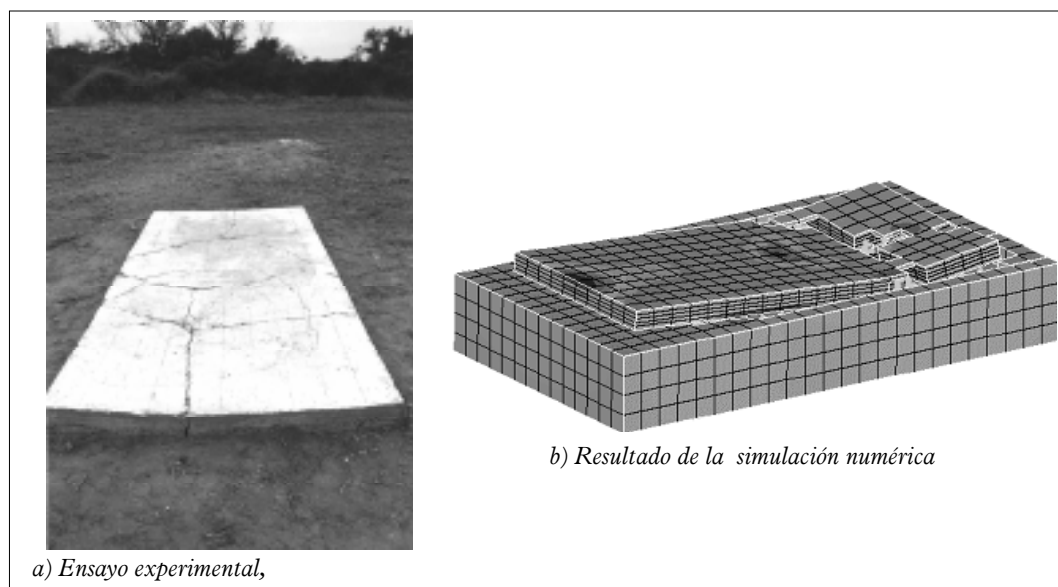 b) Resultado de la simulación numérica
a) Ensayo experimental,